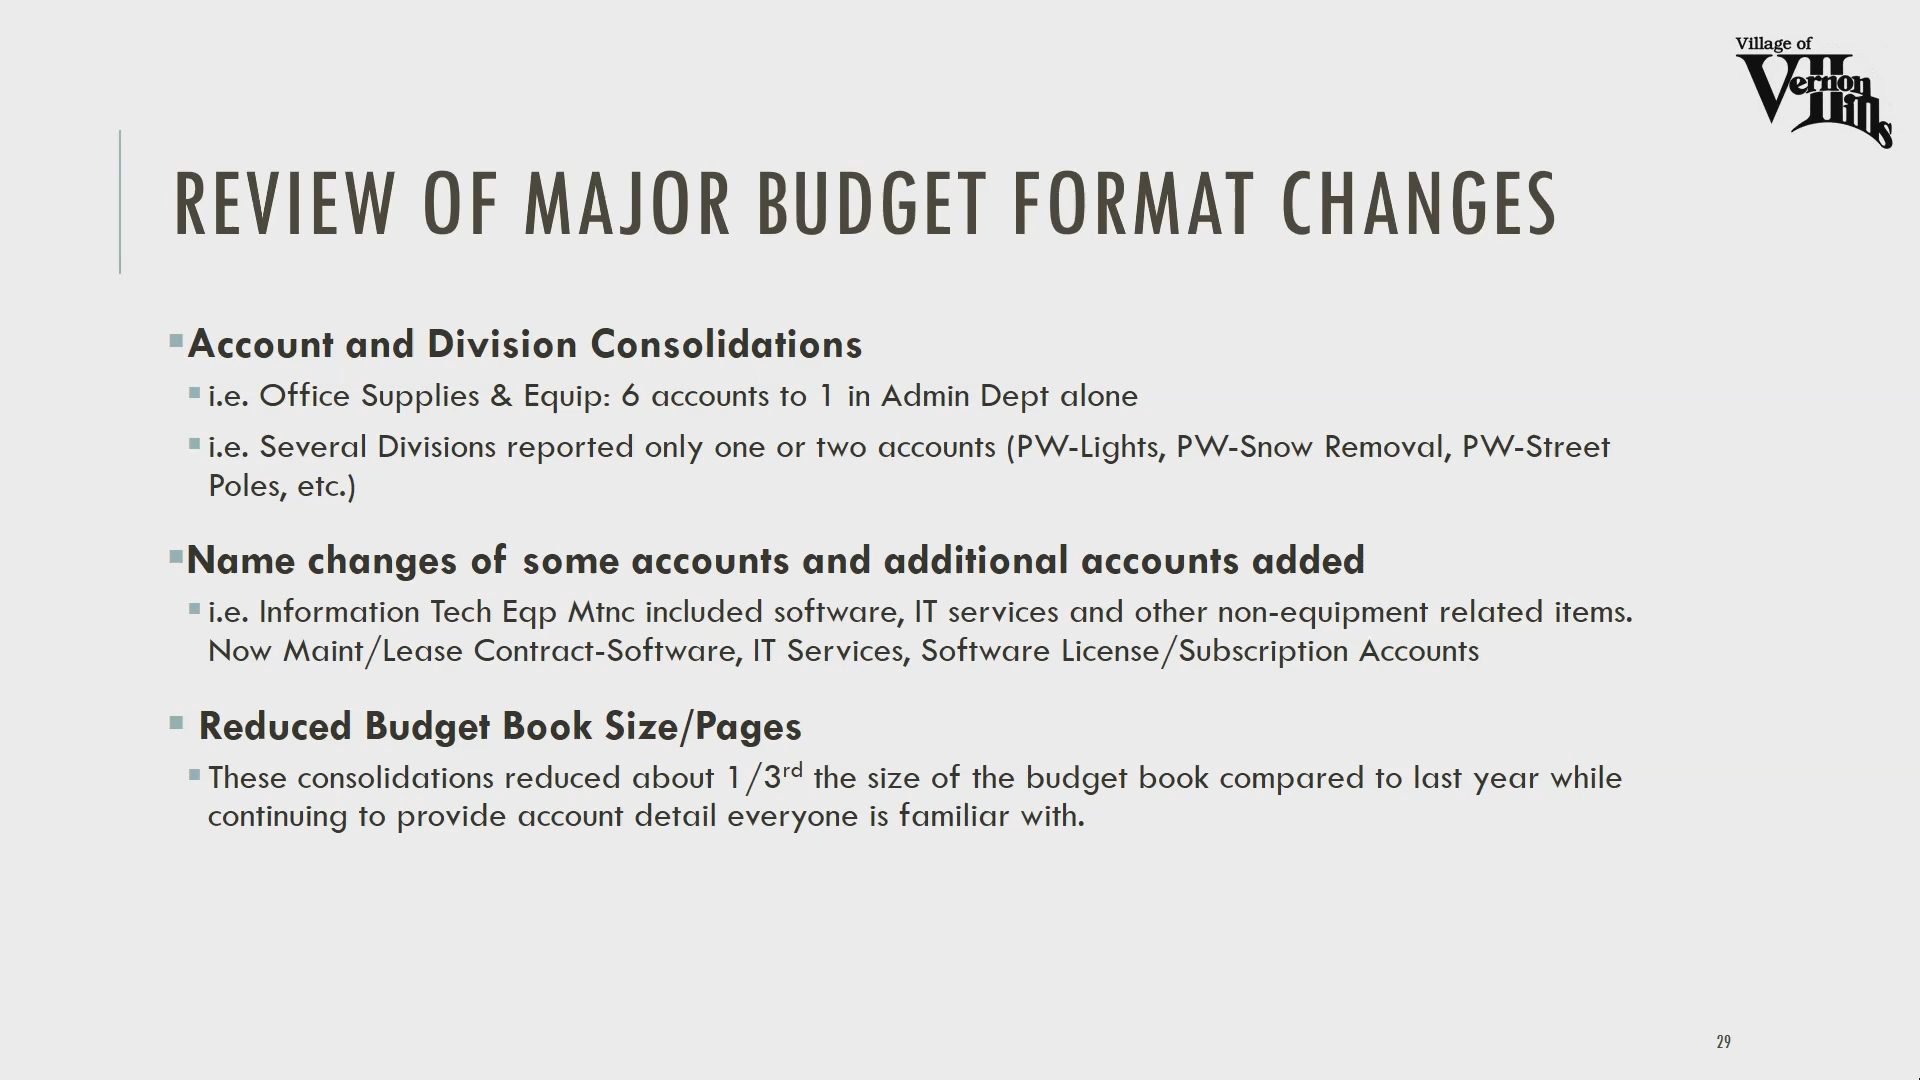 Village of
Vernon
Hills
REVIEW OF MAJOR BUDGET FORMAT CHANGES
Account and Division Consolidations
i.e. Office Supplies & Equip: 6 accounts to 1 in Admin Dept alone
i.e. Several Divisions reported only one or two accounts (PW-Lights, PW-Snow Removal, PW-Street
Poles, etc.)
Name changes of some accounts and additional accounts added
i.e. Information Tech Eqp Mtnc included software, IT services and other non-equipment related items.
Now Maint/Lease Contract-Software, IT Services, Software License/Subscription Accounts
Reduced Budget Book Size/Pages
These consolidations reduced about 1/3rd the size of the budget book compared to last year while
continuing to provide account detail everyone is familiar with.
29